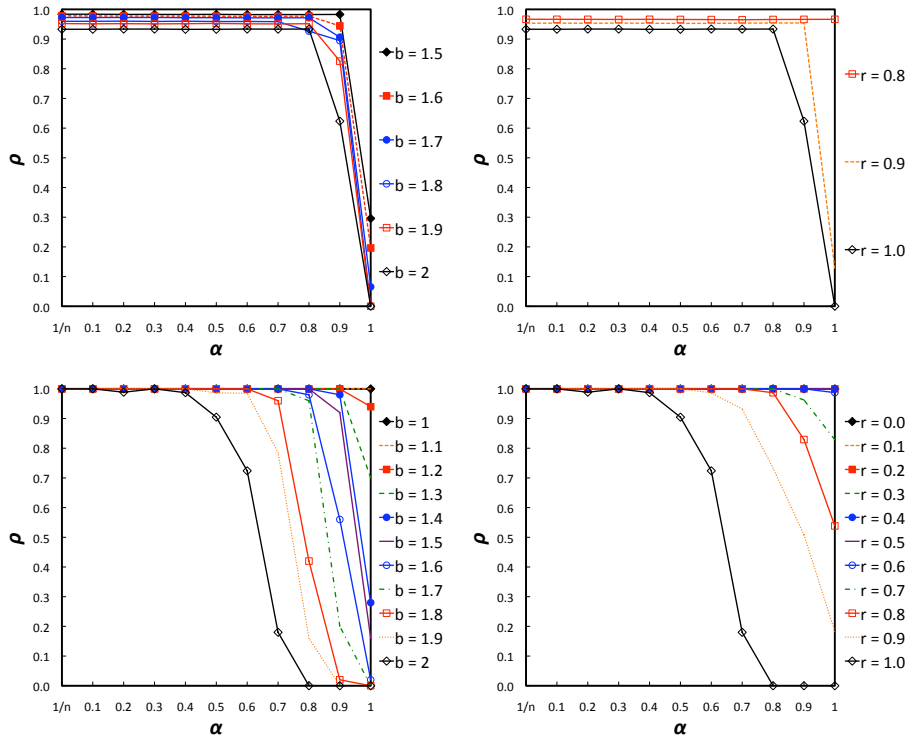 1.0
0.9
0.8
0.7
0.6
0.5
0.4
0.3
0.2
0.1
0.0
ρ
1/n 0.1 0.2 0.3 0.4 0.5 0.6 0.7 0.8 0.9 1
α
b = 1.5
b = 1.6
b = 1.7
b = 1.8
b = 1.9
b = 2
1.0
0.9
0.8
0.7
0.6
0.5
0.4
0.3
0.2
0.1
0.0
ρ
1/n 0.1 0.2 0.3 0.4 0.5 0.6 0.7 0.8 0.9 1
α
r = 0.8
r = 0.9
r = 1.0
1.0
0.9
0.8
0.7
0.6
0.5
0.4
0.3
0.2
0.1
0.0
ρ
1/n 0.1 0.2 0.3 0.4 0.5 0.6 0.7 0.8 0.9 1
α
b = 1
b = 1.1
b = 1.2
b = 1.3
b = 1.4
b = 1.5
b = 1.6
b = 1.7
b = 1.8
b = 1.9
b = 2
1.0
0.9
0.8
0.7
0.6
0.5
0.4
0.3
0.2
0.1
0.0
ρ
1/n 0.1 0.2 0.3 0.4 0.5 0.6 0.7 0.8 0.9 1
α
r = 0.0
r = 0.1
r = 0.2
r = 0.3
r = 0.4
r = 0.5
r = 0.6
r = 0.7
r = 0.8
r = 0.9
r = 1.0